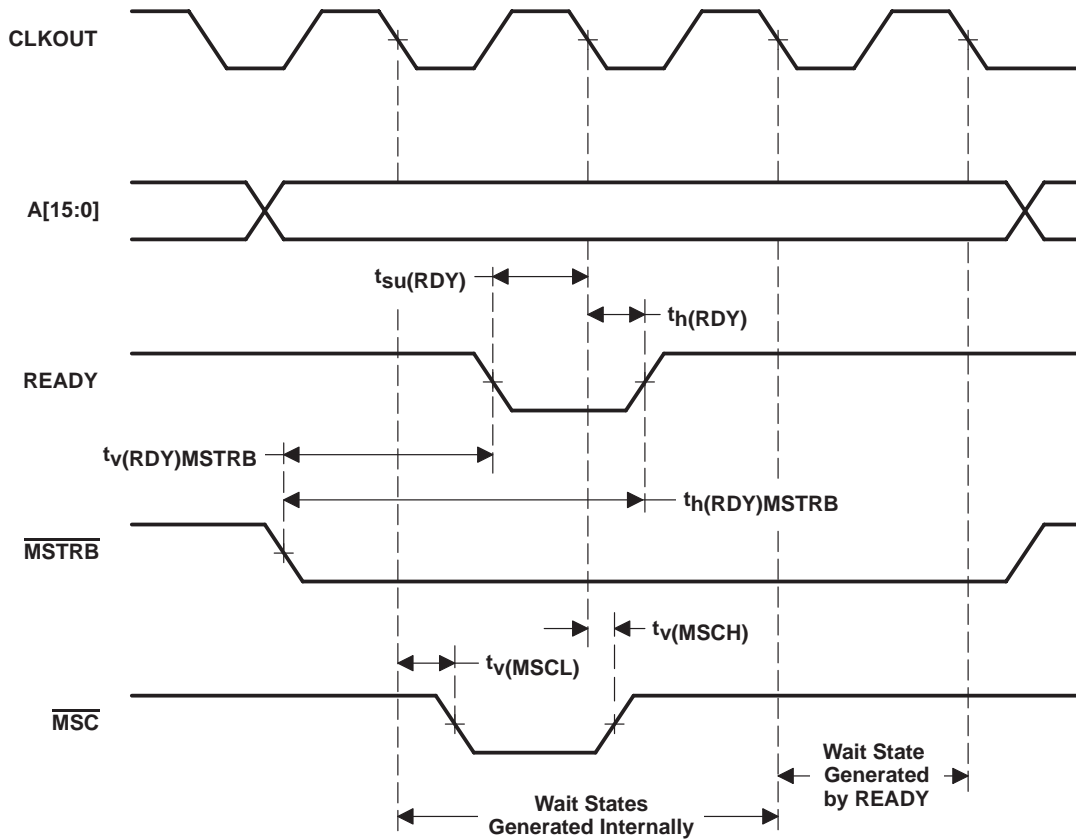 CLKOUT
A[15:0]
tsu(RDY)
th(RDY)
READY
tv(RDY)MSTRB
th(RDY)MSTRB
MSTRB
tv(MSCH)
tv(MSCL)
MSC
Wait State
Generated
by READY
Wait States
Generated Internally